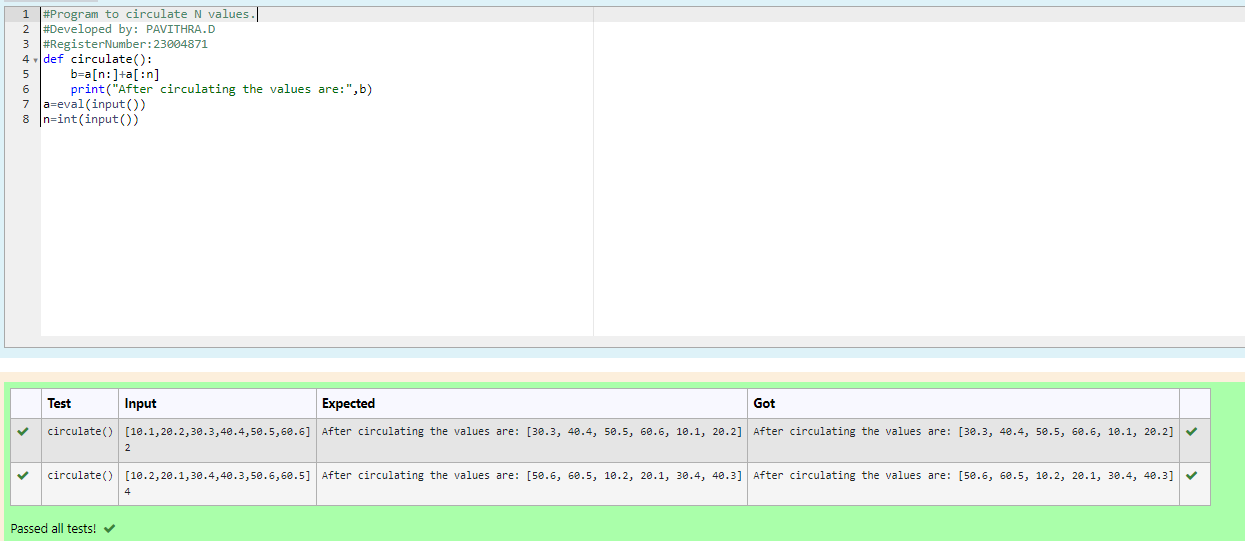 1 #Program to circulate N values.
2 #Developed by: PAVITHRA.D
3 #RegisterNumber:23004871
4 def circulate():
5     b=a[n:]+a[:n]
6     print("After circulating the values are:",b)
7 a=eval(input())
8 n=int(input())
Test Input Expected Got
circulate() [10.1,20.2,30.3,40.4,50.5,60.6] After circulating the values are: [30.3, 40.4, 50.5, 60.6, 10.1, 20.2] After circulating the values are: [30.3, 40.4, 50.5, 60.6, 10.1, 20.2]
2
circulate() [10.2,20.1,30.4,40.3,50.6,60.5] After circulating the values are: [50.6, 60.5, 10.2, 20.1, 30.4, 40.3] After circulating the values are: [50.6, 60.5, 10.2, 20.1, 30.4, 40.3]
4
Passed all tests!